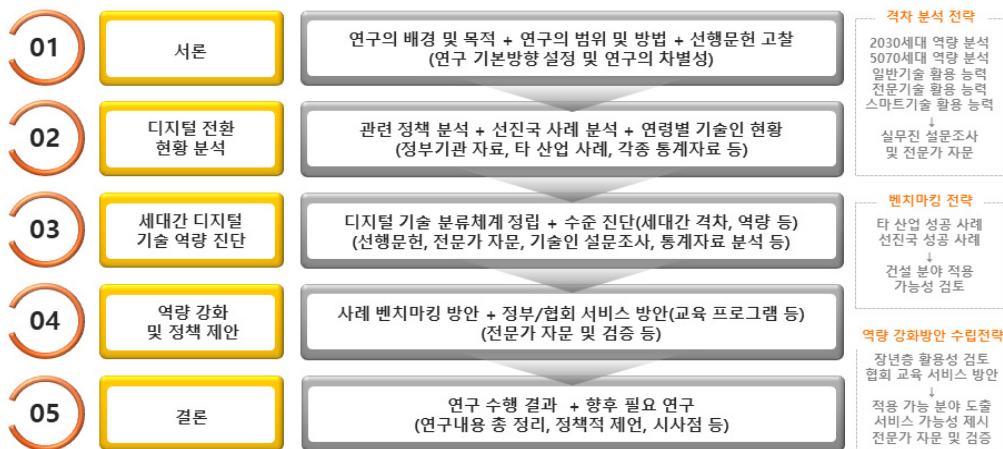 01
서론
연구의 배경 및 목적 + 연구의 범위 및 방법 + 선행문헌 고찰
(연구 기본방향 설정 및 연구의 차별성)
02
디지털 전환
현황 분석
관련 정책 분석 + 선진국 사례 분석 + 연령별 기술인 현황
(정부기관 자료, 타 산업 사례, 각종 통계자료 등)
03
세대간 디지털
기술 역량 진단
디지털 기술 분류체계 정립 + 수준 진단(세대간 격차, 역량 등)
(선행문헌, 전문가 자문, 기술인 설문조사, 통계자료 분석 등)
04
역량 강화
및 정책 제안
사례 벤치마킹 방안 + 정부/협회 서비스 방안(교육 프로그램 등)
(전문가 자문 및 검증 등)
05
결론
연구 수행 결과 + 향후 필요 연구
(연구내용 총 정리, 정책적 제언, 시사점 등)
격차 분석 전략
2030세대 역량 분석
5070세대 역량 분석
일반기술 활용 능력
전문기술 활용 능력
스마트기술 활용 능력
↓
실무진 설문조사
및 전문가 자문
벤치마킹 전략
타 산업 성공 사례
선진국 성공 사례
↓
건설 분야 적용
가능성 검토
역량 강화방안 수립전략
장년층 활용성 검토
협회 교육 서비스 방안
↓
적용 가능 분야 도출
서비스 가능성 제시
전문가 자문 및 검증